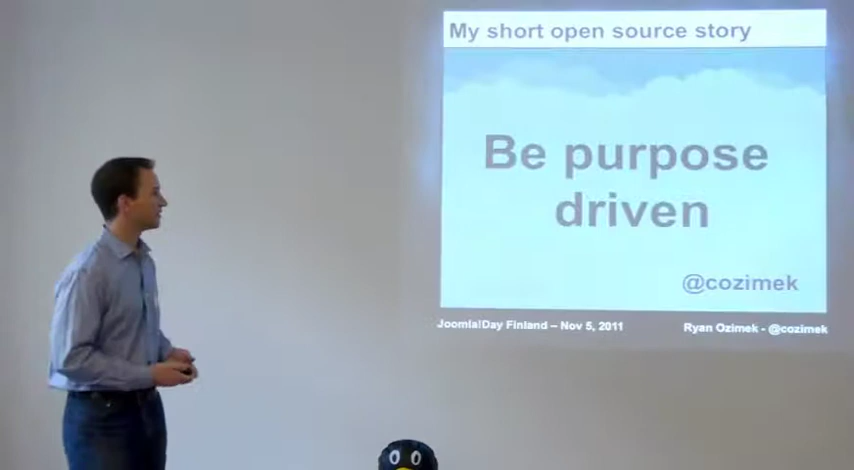 My short open source story
Be purpose
driven
@cozimek
Joomla!Day Finland – Nov 5, 2011
Ryan Ozimek - @cozimek